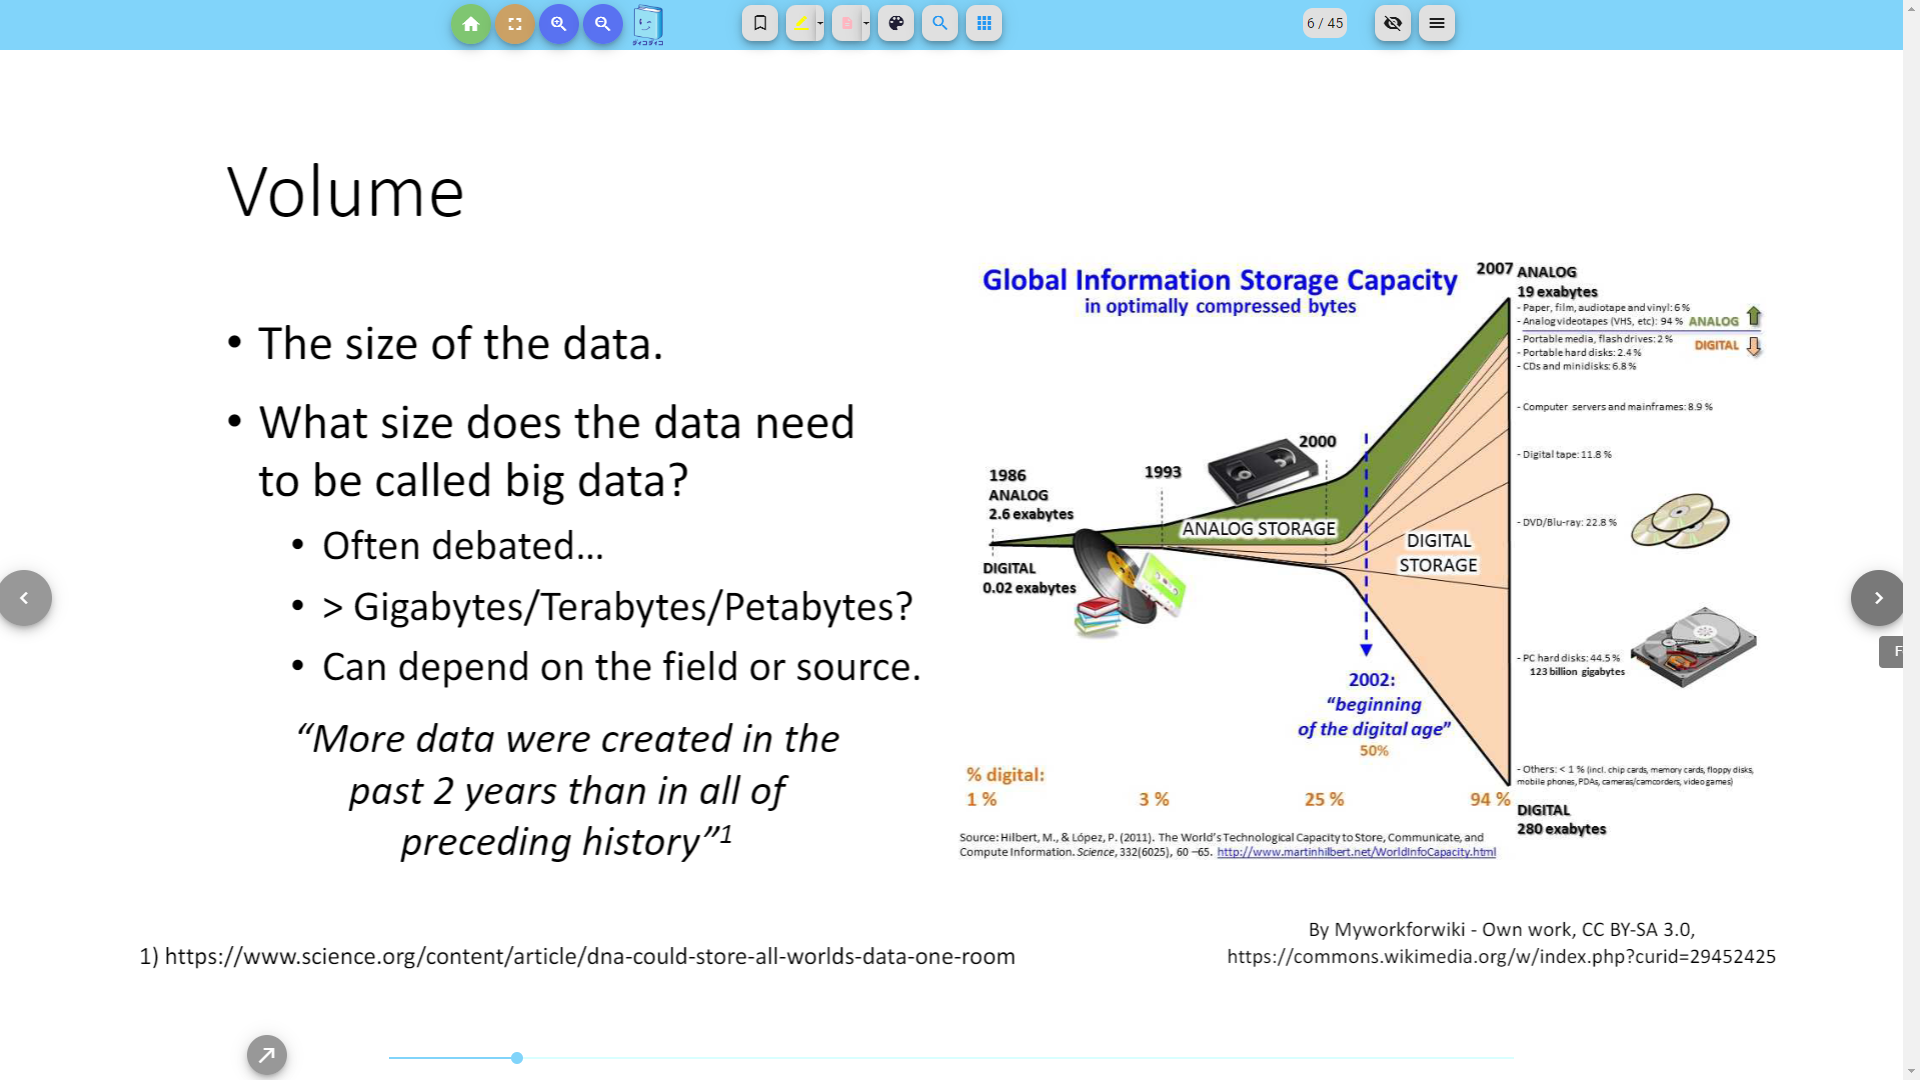 ダイコダイコ
6 / 45
Volume
• The size of the data.
• What size does the data need
to be called big data?
• Often debated…
• > Gigabytes/Terabytes/Petabytes?
• Can depend on the field or source.
“More data were created in the
past 2 years than in all of
preceding history”1
Global Information Storage Capacity
in optimally compressed bytes
2007
ANALOG
19 exabytes
- Paper, film, audiotape and vinyl: 6 %
- Analog videotapes (VHS, etc): 94 %
ANALOG
DIGITAL
- Portable media, flash drives: 2 %
- Portable hard disks: 2.4 %
- CDs and minidisks: 6.8 %
- Computer servers and mainframes: 8.9 %
- Digital tape: 11.8 %
- DVD/Blu-ray: 22.8 %
- PC hard disks: 44.5 %
123 billion gigabytes
- Others: < 1 % (incl. chip cards, memory cards, floppy disks,
mobile phones, PDAs, cameras/camcorders, video games)
DIGITAL
280 exabytes
1986
ANALOG
2.6 exabytes
DIGITAL
0.02 exabytes
1993
2000
ANALOG STORAGE
DIGITAL
STORAGE
2002:
“beginning
of the digital age”
50%
% digital:
1 %
3 %
25 %
94 %
Source: Hilbert, M., & López, P. (2011). The World’s Technological Capacity to Store, Communicate, and
Compute Information. Science, 332(6025), 60 –65. http://www.martinhilbert.net/WorldInfoCapacity.html
By Myworkforwiki - Own work, CC BY-SA 3.0,
https://commons.wikimedia.org/w/index.php?curid=29452425
1) https://www.science.org/content/article/dna-could-store-all-worlds-data-one-room
F